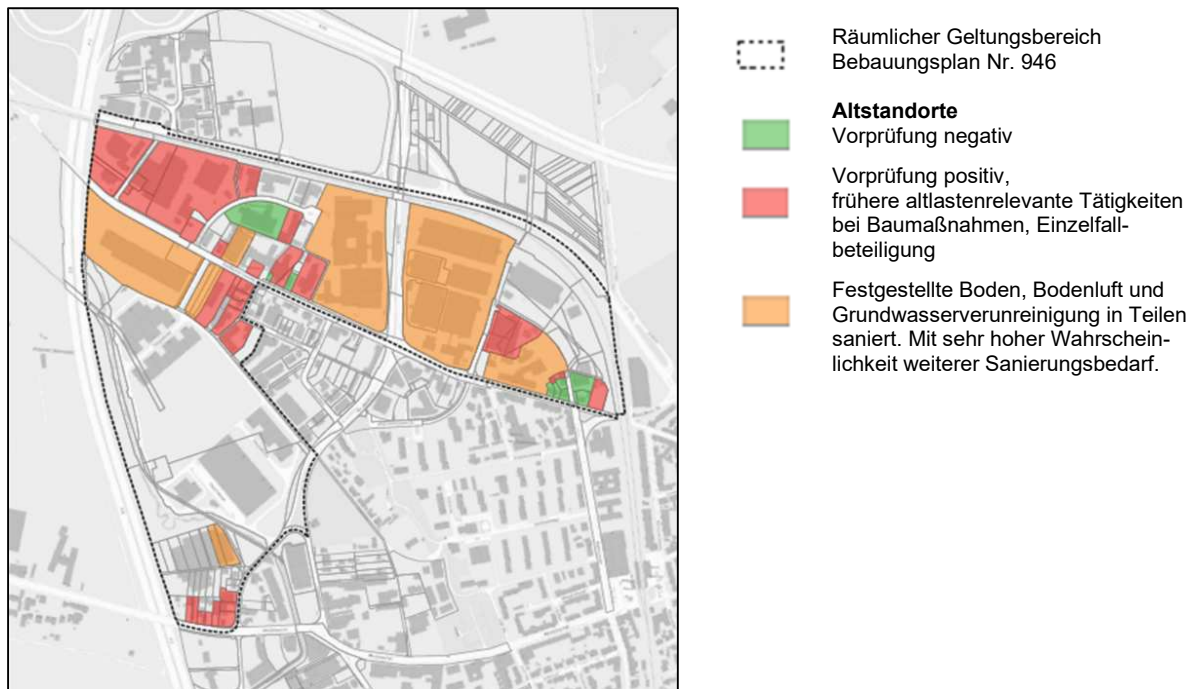 Räumlicher Geltungsbereich
Bebauungsplan Nr. 946
Altstandorte
Vorprüfung negativ
Vorprüfung positiv,
frühere altlastenrelevante Tätigkeiten
bei Baumaßnahmen, Einzelfall-
beteiligung
Festgestellte Boden, Bodenluft und
Grundwasserverunreinigung in Teilen
saniert. Mit sehr hoher Wahrschein-
lichkeit weiterer Sanierungsbedarf.